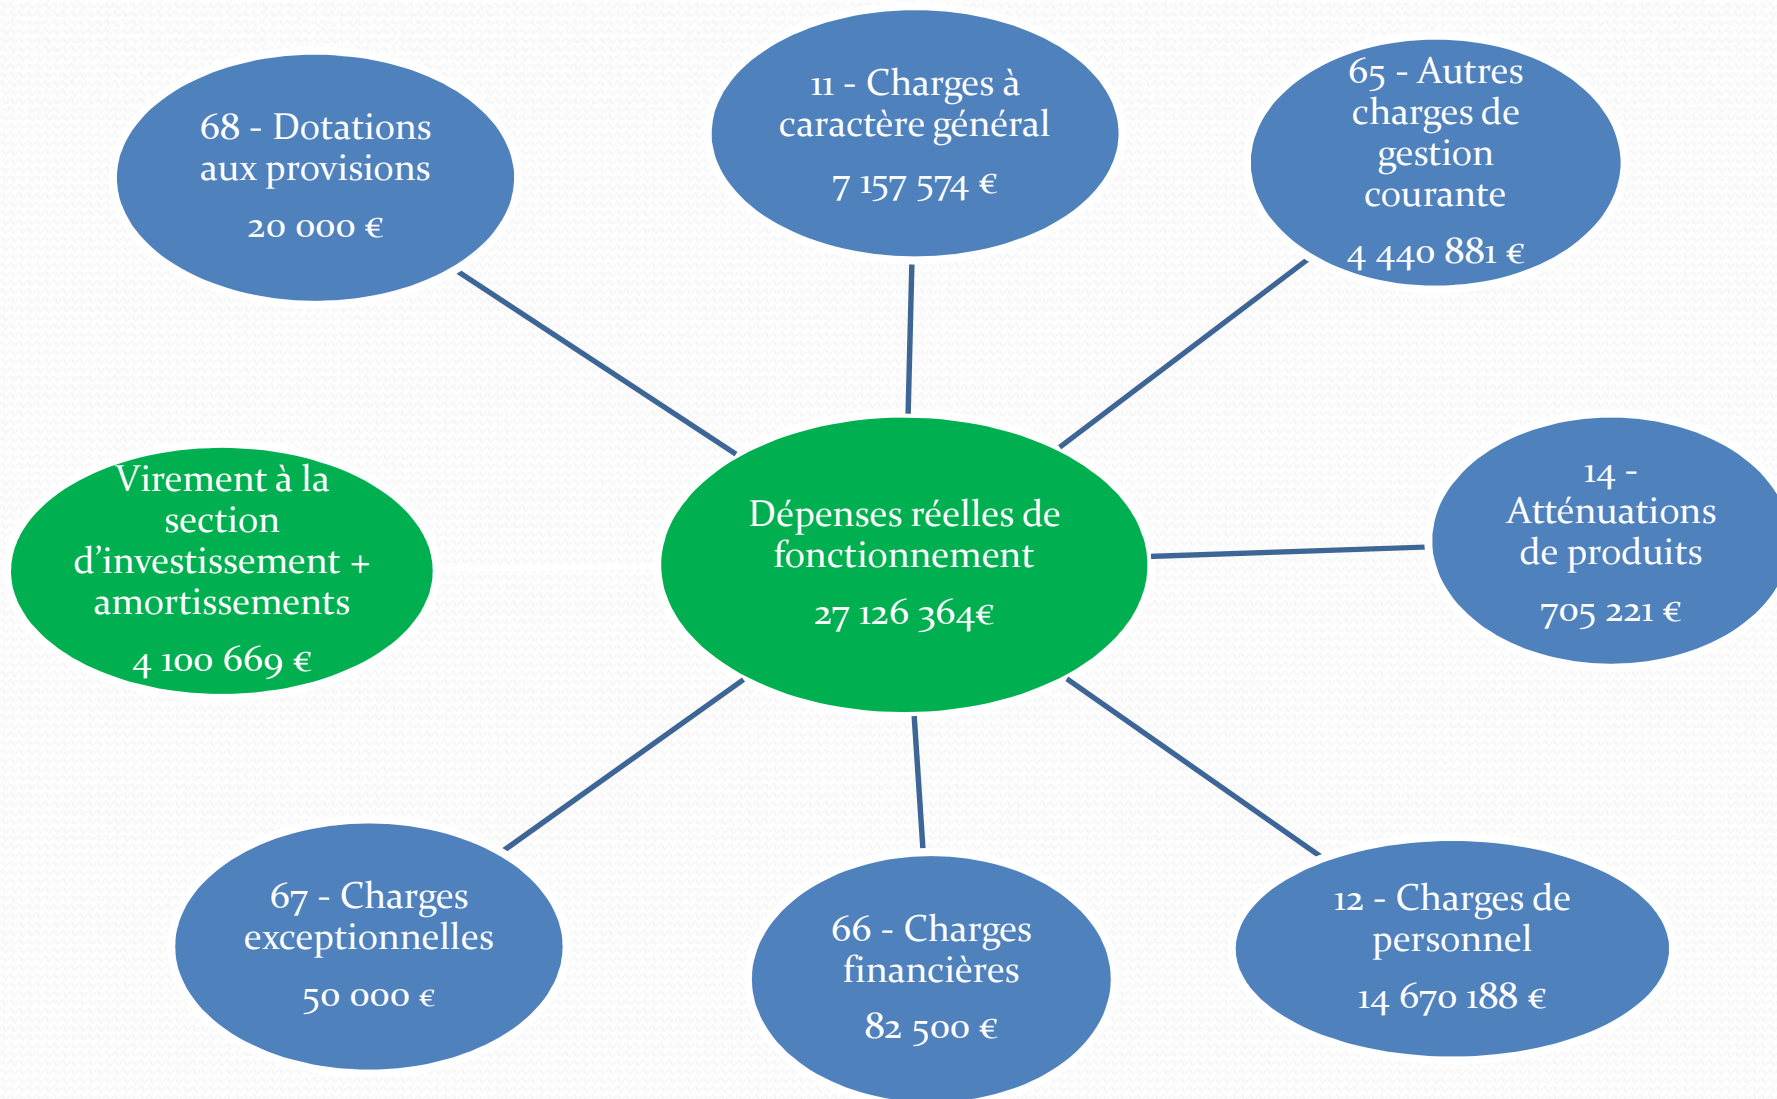 11 - Charges à
caractère général
7 157 574 €
65 - Autres
charges de
gestion
courante
4 440 881 €
68 - Dotations
aux provisions
20 000 €
14 -
Atténuations
de produits
705 221 €
Virement à la
section
d’investissement +
amortissements
4 100 669 €
Dépenses réelles de
fonctionnement
27 126 364€
67 - Charges
exceptionnelles
50 000 €
66 - Charges
financières
82 500 €
12 - Charges de
personnel
14 670 188 €